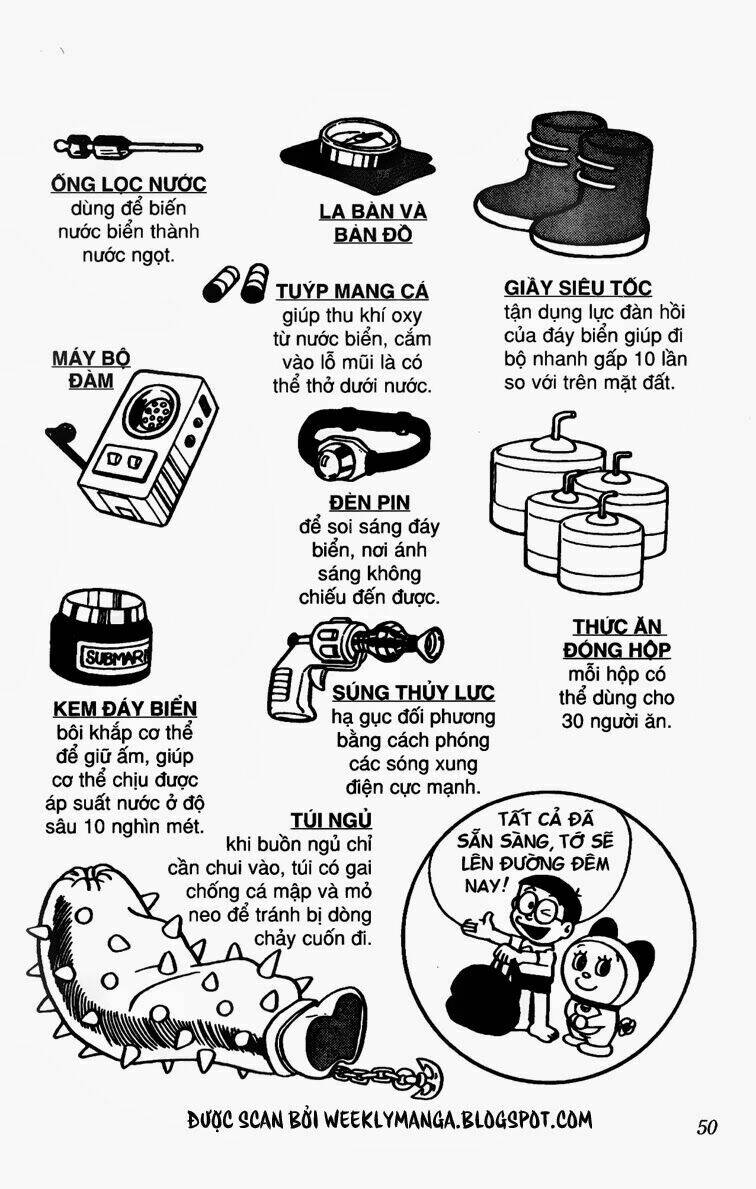 ỐNG LỌC NƯỚC
dùng để biến
nước biển thành
nước ngọt.
LA BÀN VÀ
BẢN ĐỒ
TUÝP MANG CÁ
giúp thu khí oxy
từ nước biển, cắm
vào lỗ mũi là có
thể thở dưới nước.
GIẦY SIÊU TỐC
tận dụng lực đàn hồi
của đáy biển giúp đi
bộ nhanh gấp 10 lần
so với trên mặt đất.
MÁY BỘ
ĐÀM
ĐÈN PIN
để soi sáng đáy
biển, nơi ánh
sáng không
chiếu đến được.
THỨC ĂN
ĐÓNG HỘP
mỗi hộp có
thể dùng cho
30 người ăn.
SUBMAR
KEM ĐÁY BIỂN
bôi khắp cơ thể
để giữ ấm, giúp
cơ thể chịu được
áp suất nước ở độ
sâu 10 nghìn mét.
SÚNG THỦY LỰC
hạ gục đối phương
bằng cách phóng
các sóng xung
điện cực mạnh.
TÚI NGỦ
khi buồn ngủ chỉ
cần chui vào, túi có gai
chống cá mập và mỏ
neo để tránh bị dòng
chảy cuốn đi.
TẤT CẢ ĐÃ
SẴN SÀNG, TỚ SẼ
LÊN ĐƯỜNG ĐÊM
NAY!
ĐƯỢC SCAN BỞI WEEKLYMANGA.BLOGSPOT.COM
50